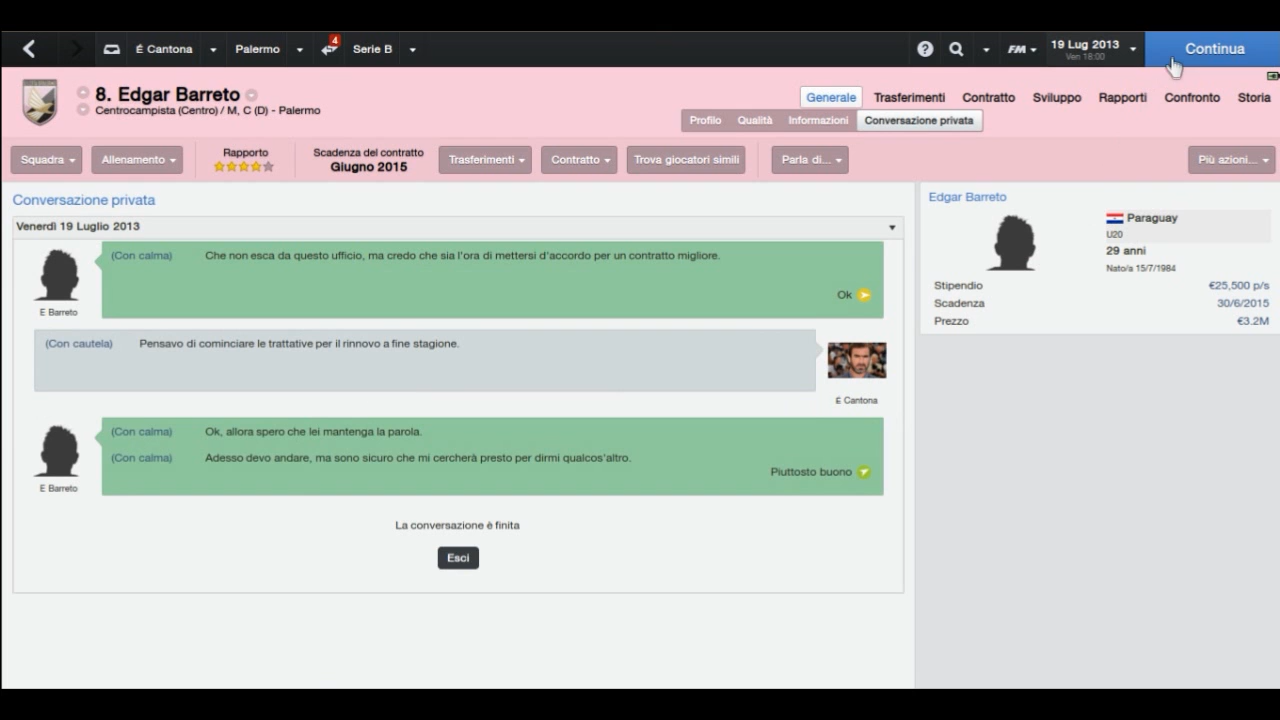 É Cantona Palermo 4 Serie B ? FM 19 Lug 2013 Continua
Ven 18:00
8. Edgar Barreto
Centrocampista (Centro) / M, C (D) - Palermo
Generale Trasferimenti Contratto Sviluppo Rapporti Confronto Storia
Profilo Qualità Informazioni Conversazione privata
Squadra Allenamento Rapporto Scadenza del contratto Trasferimenti Contratto Trova giocatori simili Parla di... Più azioni...
Giugno 2015
Conversazione privata
Venerdì 19 Luglio 2013
(Con calma) Che non esca da questo ufficio, ma credo che sia l'ora di mettersi d'accordo per un contratto migliore.
Ok
E Barreto
(Con cautela) Pensavo di cominciare le trattative per il rinnovo a fine stagione.
É Cantona
(Con calma) Ok, allora spero che lei mantenga la parola.
(Con calma) Adesso devo andare, ma sono sicuro che mi cercherà presto per dirmi qualcos'altro.
Piuttosto buono
E Barreto
La conversazione è finita
Esci
Edgar Barreto
Paraguay
U20
29 anni
Nato/a 15/7/1984
Stipendio €25,500 p/s
Scadenza 30/6/2015
Prezzo €3.2M